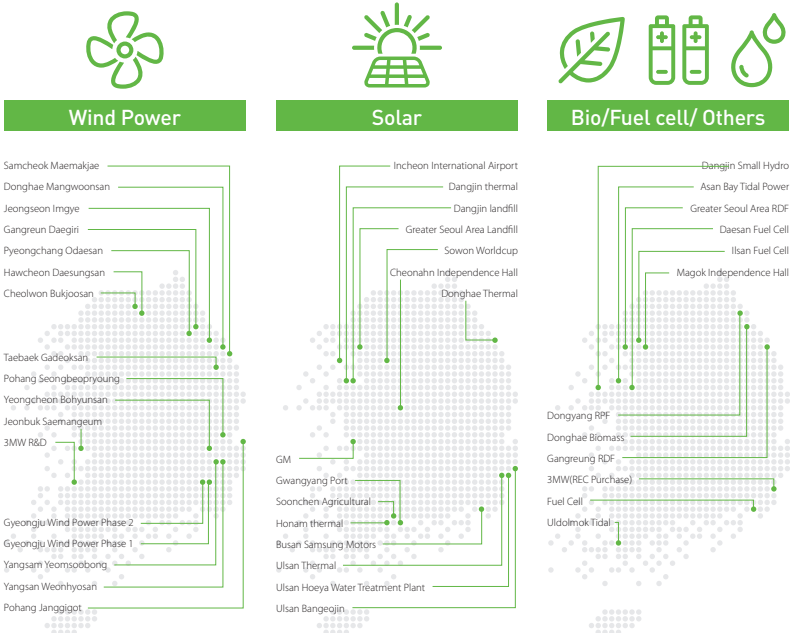 Wind Power
Samcheok Maemakjae
Donghae Mangwoonsan
Jeongseon Imgye
Gangreun Daegiri
Pyeongchang Odaesan
Hawcheon Daesungsan
Cheolwon Bukjoosan
Taebaek Gadeoksan
Pohang Seongbeopryoung
Yeongcheon Bohyunsan
Jeonbuk Saemangeum
3MW R&D
Gyeongju Wind Power Phase 2
Gyeongju Wind Power Phase 1
Yangsam Yeomsoobong
Yangsan Weonhyosan
Pohang Janggigot
Solar
Incheon International Airport
Dangjin thermal
Dangjin landfill
Greater Seoul Area Landfill
Sowon Worldcup
Cheonahn Independence Hall
Donghae Thermal
GM
Gwangyang Port
Soonchen Agricultural
Honam thermal
Busan Samsung Motors
Ulsan Thermal
Ulsan Hoeya Water Treatment Plant
Ulsan Bangeojin
Bio/Fuel cell/ Others
Dangjin Small Hydro
Asan Bay Tidal Power
Greater Seoul Area RDF
Daesan Fuel Cell
Ilsan Fuel Cell
Magok Independence Hall
Dongyang RPF
Donghae Biomass
Gangreung RDF
3MW(REC Purchase)
Fuel Cell
Uldolmok Tidal